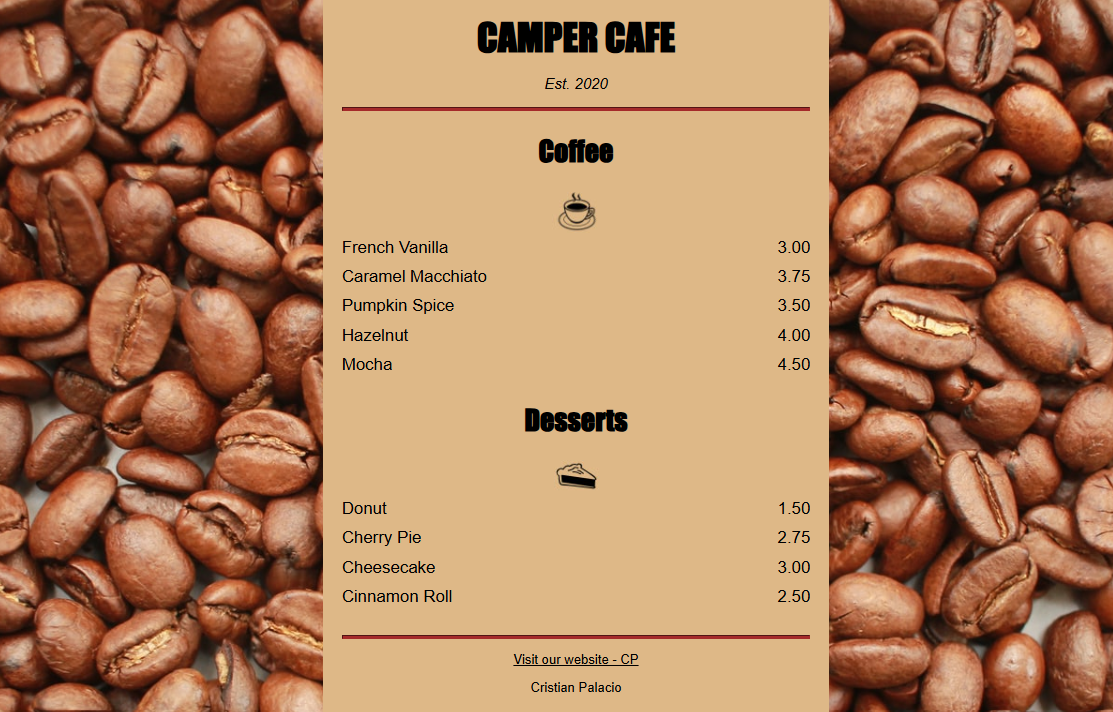 CAMPER CAFE
Est. 2020
Coffee
French Vanilla 3.00
Caramel Macchiato 3.75
Pumpkin Spice 3.50
Hazelnut 4.00
Mocha 4.50
Desserts
Donut 1.50
Cherry Pie 2.75
Cheesecake 3.00
Cinnamon Roll 2.50
Visit our website - CP
Cristian Palacio